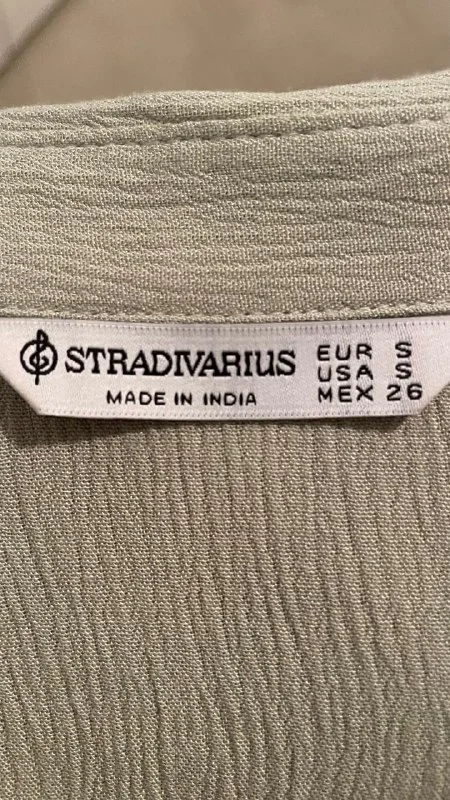 STRADIVARIUS
MADE IN INDIA
EUR S
USA S
MEX 26